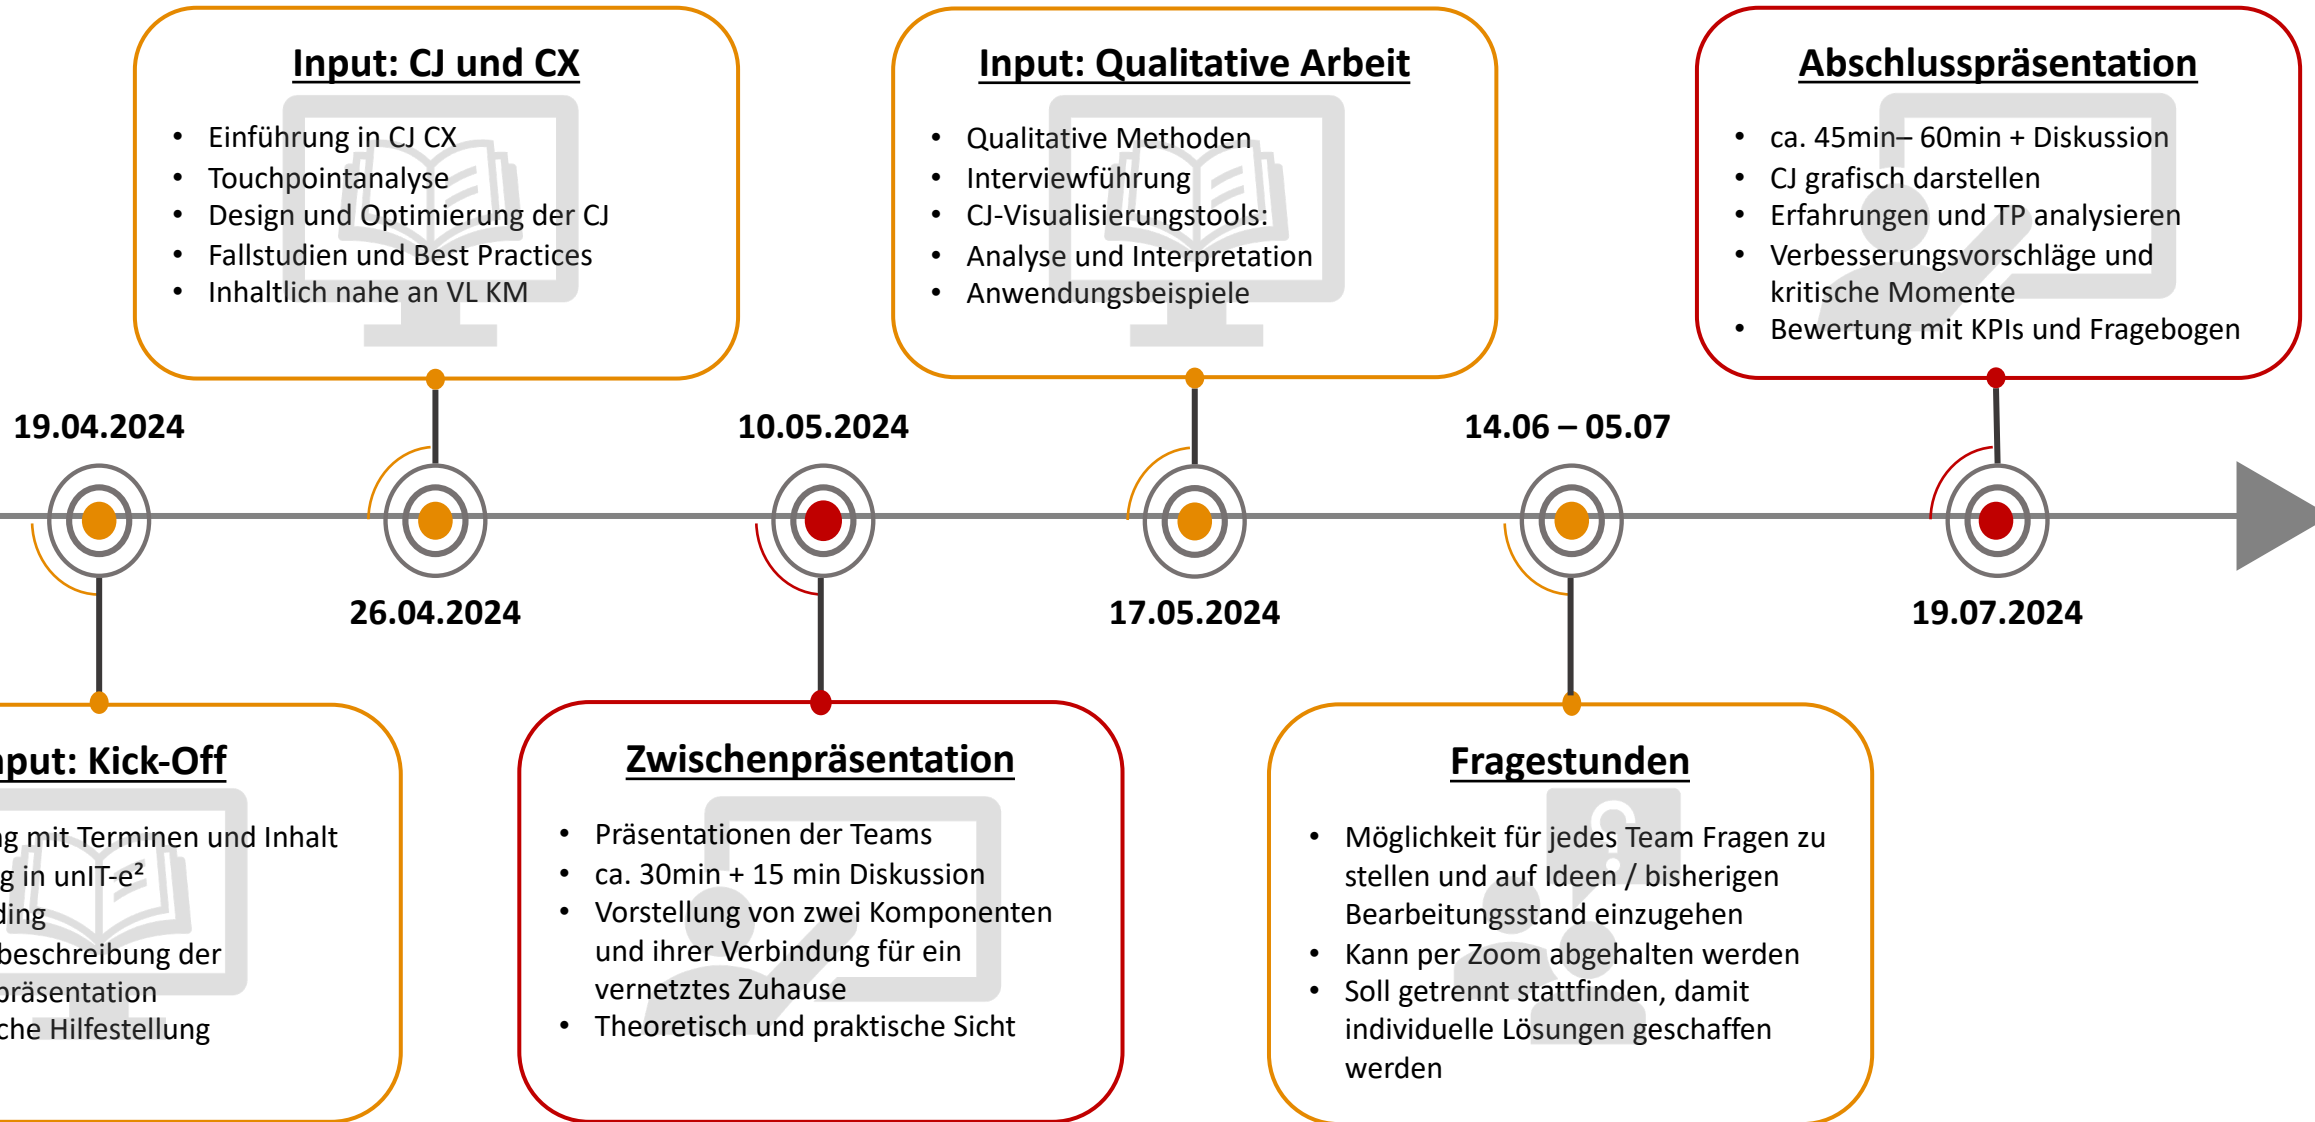 Input: CJ und CX
• Einführung in CJ CX
• Touchpointanalyse
• Design und Optimierung der CJ
• Fallstudien und Best Practices
• Inhaltlich nahe an VL KM
Input: Qualitative Arbeit
• Qualitative Methoden
• Interviewführung
• CJ-Visualisierungstools:
• Analyse und Interpretation
• Anwendungsbeispiele
Abschlusspräsentation
• ca. 45min– 60min + Diskussion
• CJ grafisch darstellen
• Erfahrungen und TP analysieren
• Verbesserungsvorschläge und
kritische Momente
• Bewertung mit KPIs und Fragebogen
19.04.2024
10.05.2024
14.06 – 05.07
26.04.2024
17.05.2024
19.07.2024
nput: Kick-Off
ng mit Terminen und Inhalt
g in unIT-e²
ding
beschreibung der
präsentation
che Hilfestellung
Zwischenpräsentation
• Präsentationen der Teams
• ca. 30min + 15 min Diskussion
• Vorstellung von zwei Komponenten
und ihrer Verbindung für ein
vernetztes Zuhause
• Theoretisch und praktische Sicht
Fragestunden
• Möglichkeit für jedes Team Fragen zu
stellen und auf Ideen / bisherigen
Bearbeitungsstand einzugehen
• Kann per Zoom abgehalten werden
• Soll getrennt stattfinden, damit
individuelle Lösungen geschaffen
werden